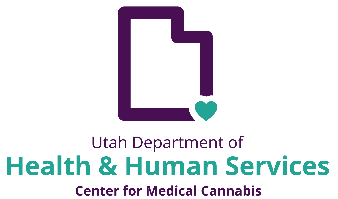 Utah Department of
Health & Human Services
Center for Medical Cannabis